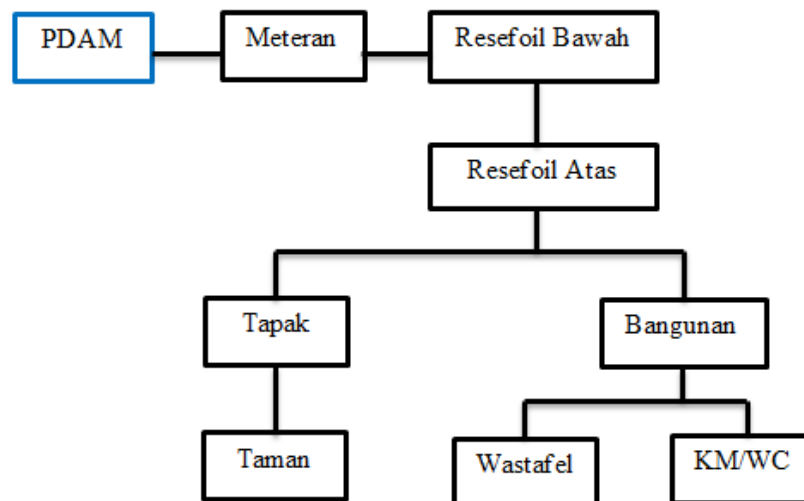 PDAM
Meteran
Resefoil Bawah
Resefoil Atas
Tapak
Bangunan
Taman
Wastafel
KM/WC